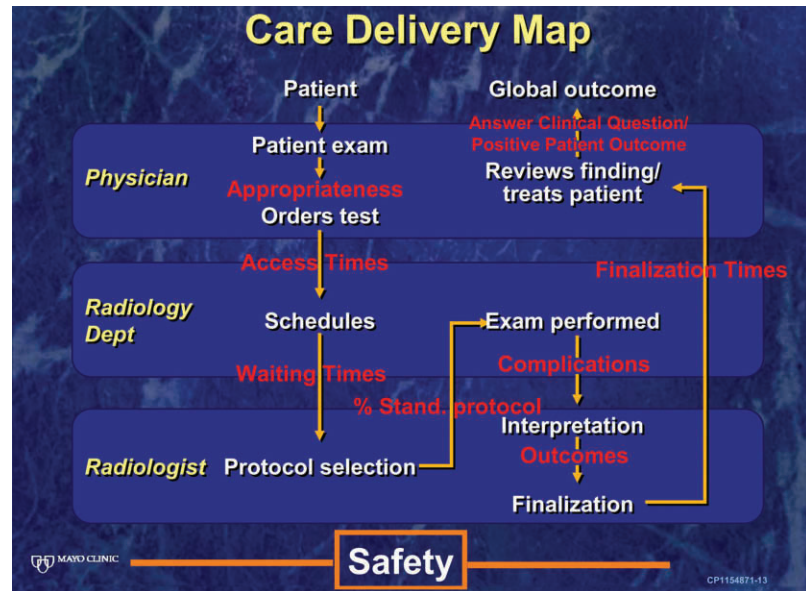 Care Delivery Map
Patient
Global outcome
Answer Clinical Question/
Positive Patient Outcome
Physician
Patient exam
Appropriateness
Orders test
Reviews finding/
treats patient
Access Times
Finalization Times
Radiology
Dept
Schedules
Exam performed
Waiting Times
Complications
% Stand. protocol
Radiologist
Protocol selection
Interpretation
Outcomes
Finalization
MAYO CLINIC
Safety
CP1154871-13